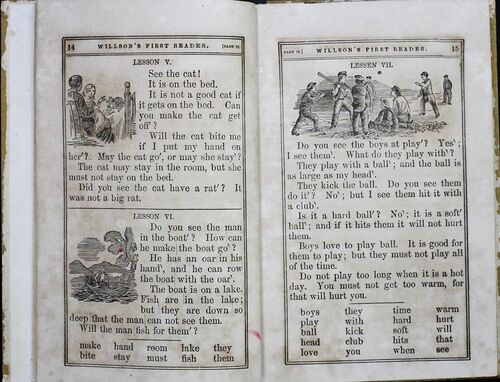 14 WILLSON'S FIRST READER. [PART II.
LESSON V.
See the cat!
It is on the bed.
It is not a good cat if
it gets on the bed. Can
you make the cat get
off'?
Will the cat bite me
if I put my hand on
her'? May the cat go', or may she stay'?
The cat may stay in the room, but she
must not stay on the bed.
Did you see the cat have a rat'? It
was not a big rat.
LESSON VI.
Do you see the man
in the boat'? How can
he make the boat go'?
He has an oar in his
hand', and he can row
the boat with the oar'.
The boat is on a lake.
Fish are in the lake;
but they are down so
deep that the man can not see them.
Will the man fish for them'?
make hand room lake they
bite stay must fish them
PART II.] WILLSON'S FIRST READER. 15
LESSEN VII.
Do you see the boys at play'? Yes';
I see them'. What do they play with'?
They play with a ball'; and the ball is
as large as my head'.
They kick the ball. Do you see them
do it'? No'; but I see them hit it with
a club'.
Is it a hard ball'? No'; it is a soft'
ball'; and if it hits them it will not hurt
them.
Boys love to play ball. It is good for
them to play; but they must not play all
of the time.
Do not play too long when it is a hot
day. You must not get too warm, for
that will hurt you.
boys they time warm
play with hard hurt
ball kick soft will
head club hits that
love you when see